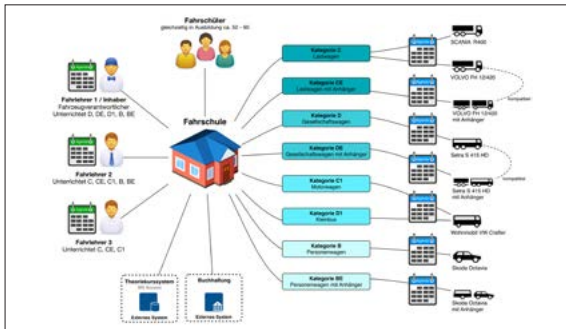 Fahrschüler
gleichzeitig in Ausbildung ca. 50 - 60
Fahrlehrer 1 / Inhaber
Fahrzeugverantwortlicher
Unterrichtet D, DE, D1, B, BE
Fahrlehrer 2
Unterrichtet C, CE, C1, B, BE
Fahrlehrer 3
Unterrichtet C, CE, C1
Fahrschule
Theoriekurssystem
Externes System
Buchhaltung
Externes System
Kategorie C
Lastwagen
Kategorie CE
Lastwagen mit Anhänger
Kategorie D
Gesellschaftswagen
Kategorie DE
Gesellschaftswagen mit Anhänger
Kategorie C1
Motorwagen
Kategorie D1
Kleinbus
Kategorie B
Personenwagen
Kategorie BE
Personenwagen mit Anhänger
SCANIA R400
VOLVO FH 12/420
kompatibel
VOLVO FH 12/420
mit Anhänger
Setra S 415 HD
kompatibel
Setra S 415 HD
mit Anhänger
Wohnmobil VW Crafter
Skoda Octavia
Skoda Octavia
mit Anhänger